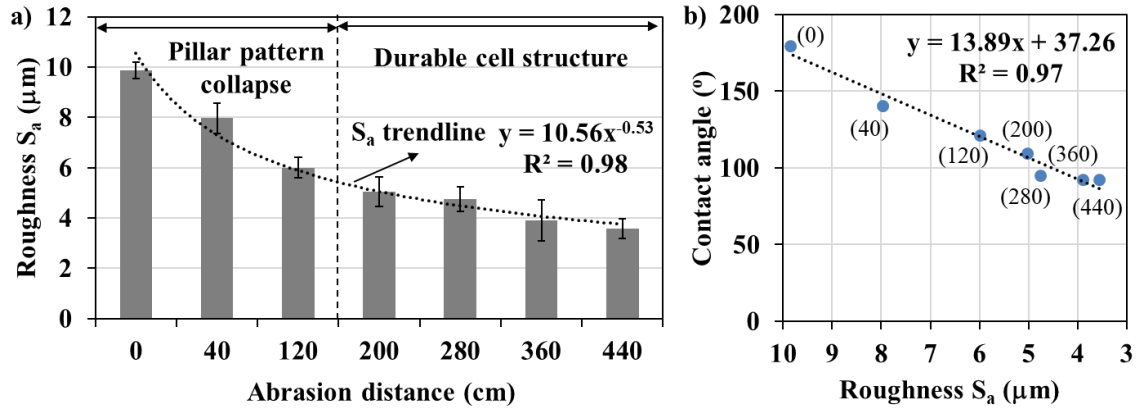 a)
12
10
8
6
4
2
0
Roughness Sₐ (μm)
Pillar pattern
collapse
Durable cell structure
Sₐ trendline
y = 10.56x⁻⁰·⁵³
R² = 0.98
0 40 120 200 280 360 440
Abrasion distance (cm)
b)
200
150
100
50
0
Contact angle (º)
y = 13.89x + 37.26
R² = 0.97
(0)
(40)
(120)
(200)
(280)
(360)
(440)
10 9 8 7 6 5 4 3
Roughness Sₐ (μm)